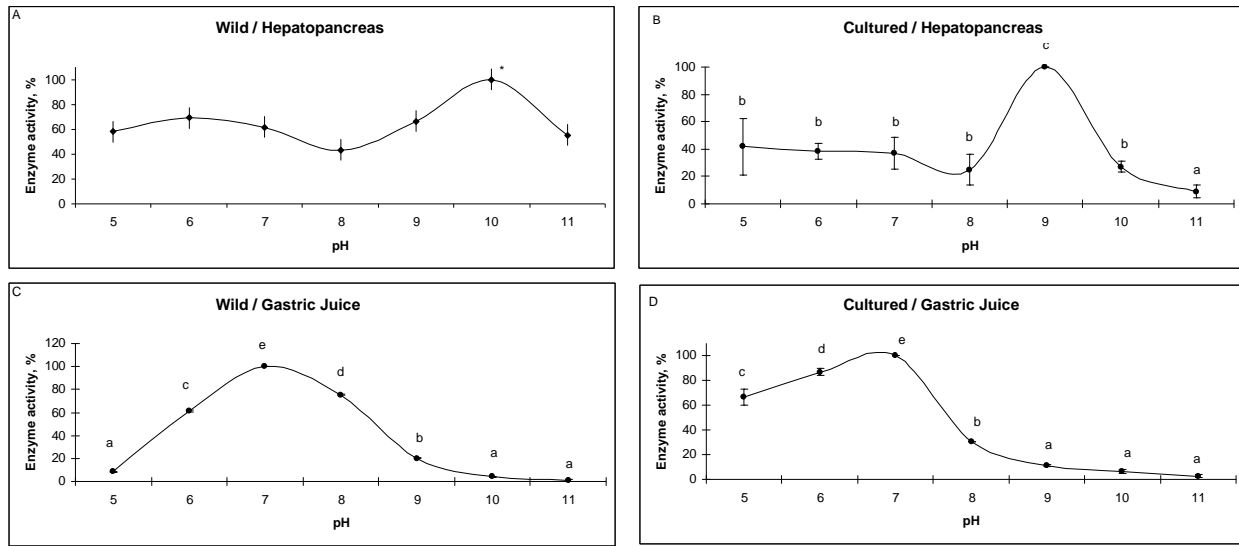 A
Wild / Hepatopancreas
Enzyme activity, %
100
80
60
40
20
0
*
5 6 7 8 9 10 11
pH
B
Cultured / Hepatopancreas
Enzyme activity, %
100
80
60
40
20
0
b b b b c b a
5 6 7 8 9 10 11
pH
C
Wild / Gastric Juice
Enzyme activity, %
120
100
80
60
40
20
0
a c e d b a a
5 6 7 8 9 10 11
pH
D
Cultured / Gastric Juice
Enzyme activity, %
100
80
60
40
20
0
c d e b a a a
5 6 7 8 9 10 11
pH